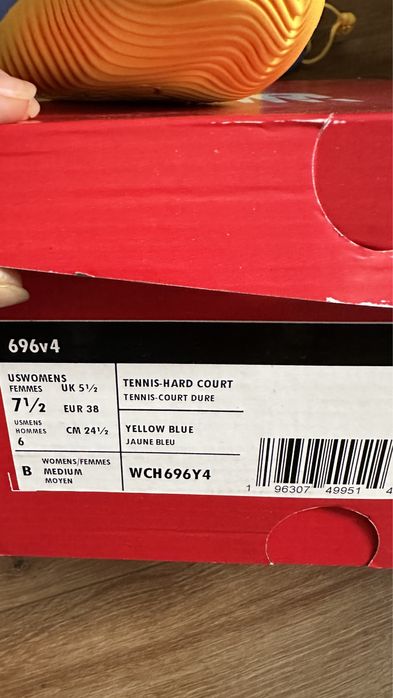 696v4
USWOMENS
FEMMES
7½
UK 5½
EUR 38
USMENS
HOMMES
6
CM 24½
B
WOMENS/FEMMES
MEDIUM
MOYEN
TENNIS-HARD COURT
TENNIS-COURT DURE
YELLOW BLUE
JAUNE BLEU
WCH696Y4
1 96307 49951 4